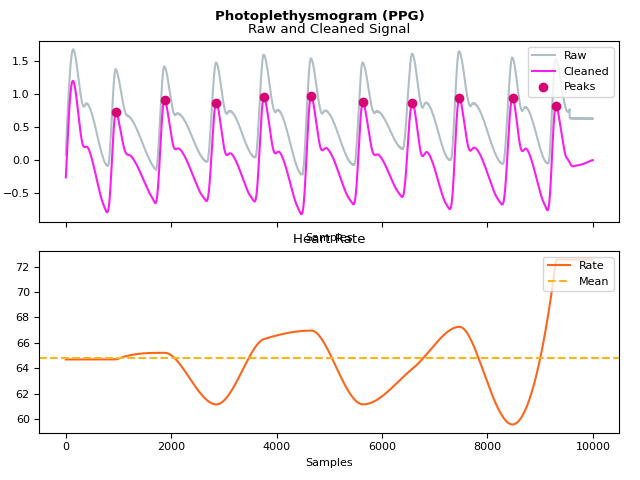 Photoplethysmogram (PPG)
Raw and Cleaned Signal
1.5
1.0
0.5
0.0
−0.5
Raw
Cleaned
Peaks
Samples
Heart Rate
72
70
68
66
64
62
60
Rate
Mean
0
2000
4000
6000
8000
10000
Samples